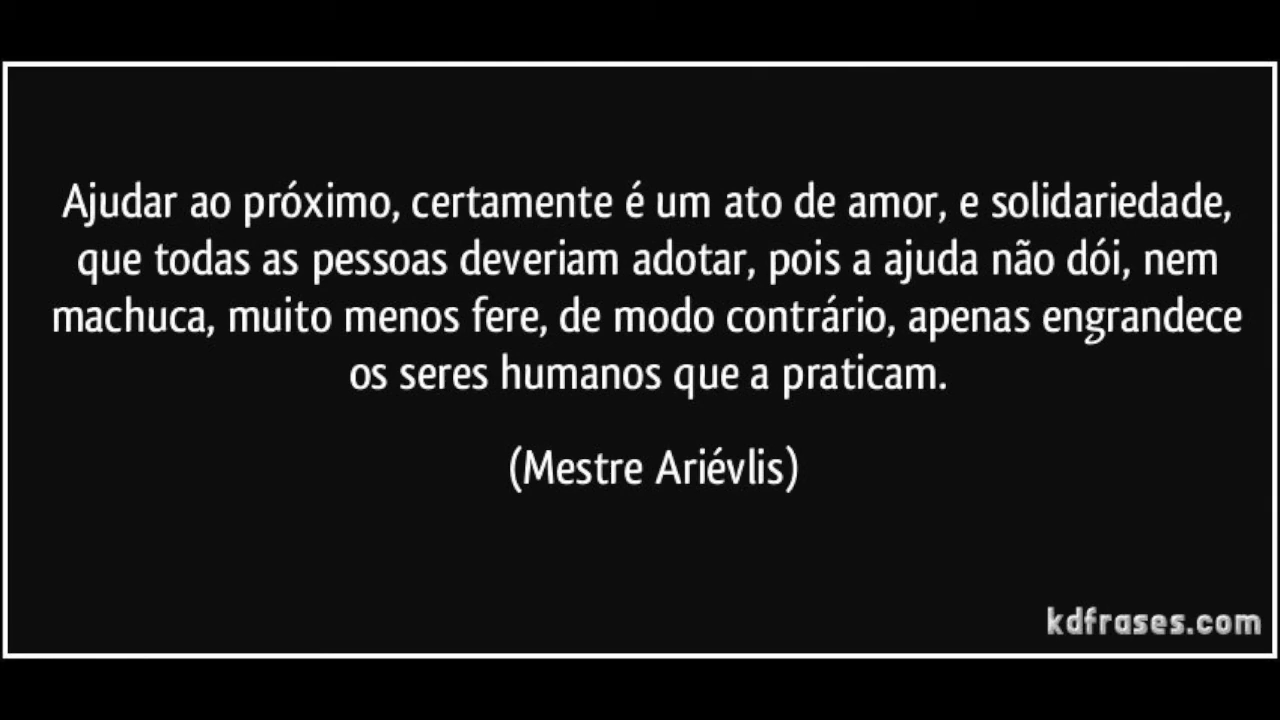 Ajudar ao próximo, certamente é um ato de amor, e solidariedade,
que todas as pessoas deveriam adotar, pois a ajuda não dói, nem
machuca, muito menos fere, de modo contrário, apenas engrandece
os seres humanos que a praticam.
(Mestre Ariévlis)
kdfrases.com